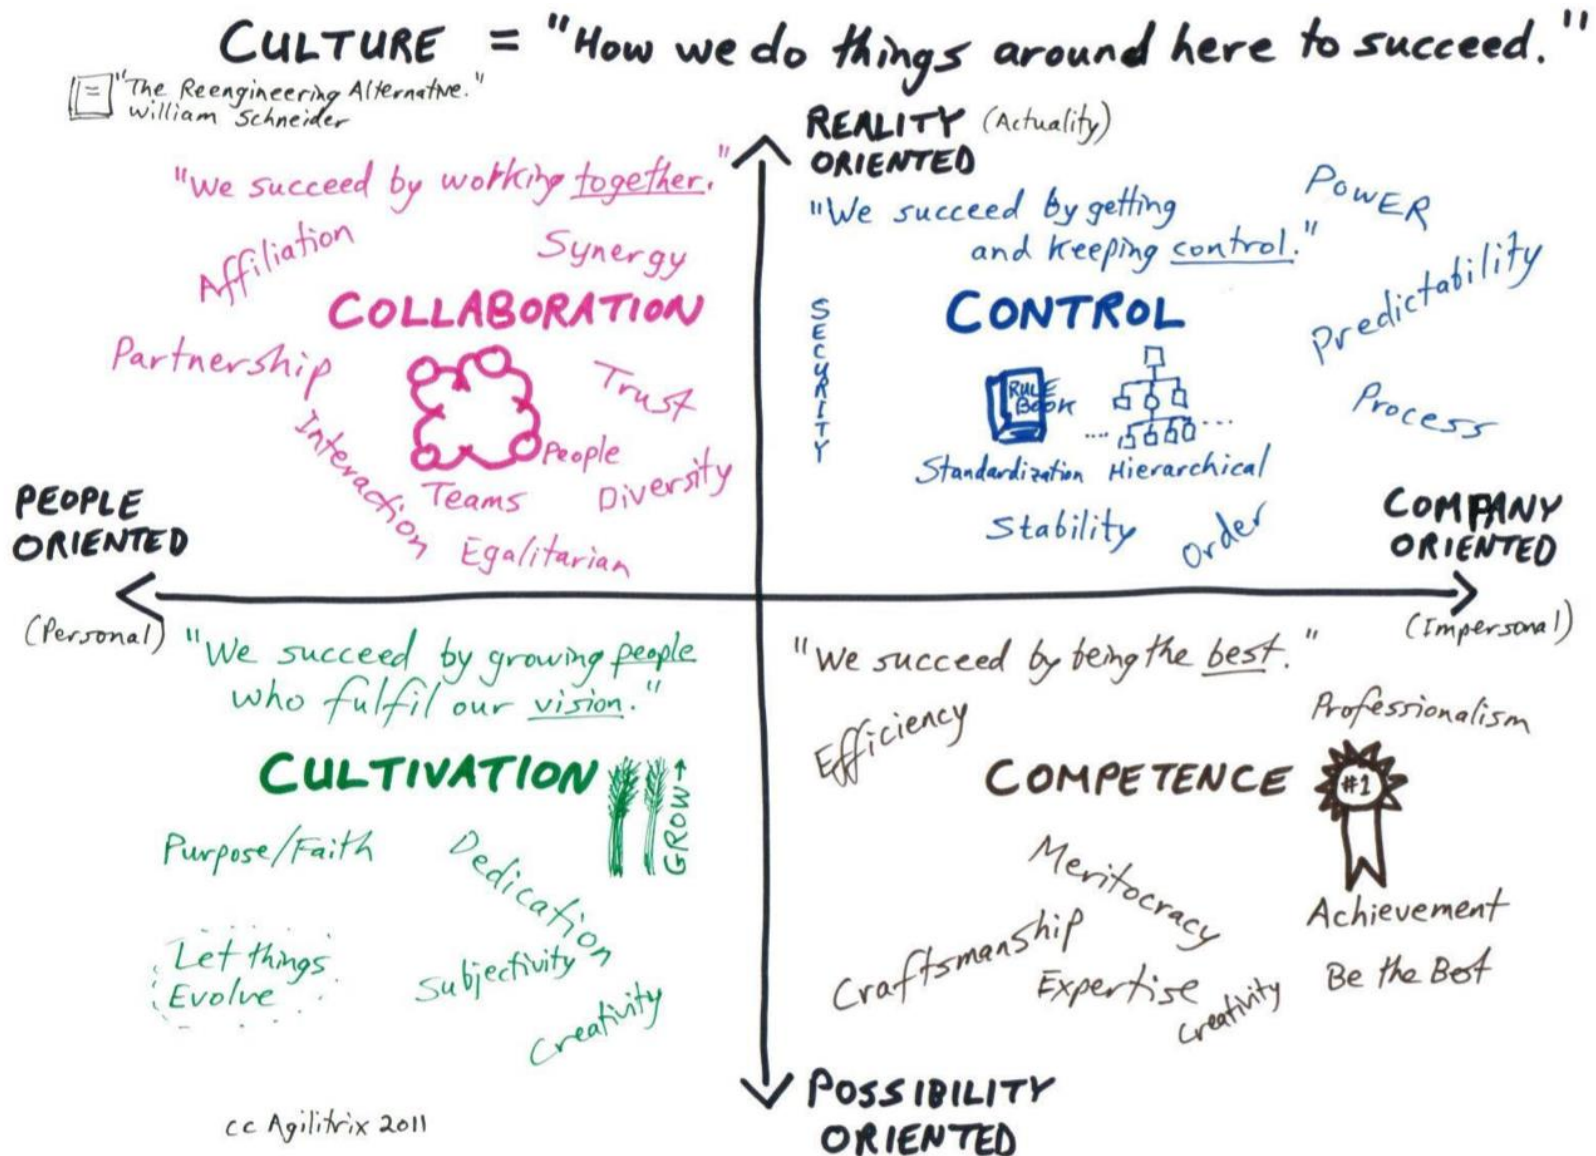 CULTURE = "How we do things around here to succeed."
"The Reengineering Alternative."
William Schneider
REALITY (Actuality)
ORIENTED
"We succeed by working together."
Affiliation
Synergy
COLLABORATION
Partnership
Trust
Interaction
People
Teams
Diversity
Egalitarian
"We succeed by getting
and keeping control."
POWER
Predictability
SECURITY
CONTROL
RULE
BOOK
Process
Standardization
Hierarchical
Stability
Order
PEOPLE
ORIENTED
(Personal)
COMPANY
ORIENTED
(Impersonal)
"We succeed by growing people
who fulfil our vision."
CULTIVATION
GROW
Purpose/Faith
Dedication
Let things
Evolve
Subjectivity
Creativity
"We succeed by being the best."
Efficiency
Professionalism
COMPETENCE
#1
Meritocracy
Craftsmanship
Expertise
Creativity
Achievement
Be the Best
POSSIBILITY
ORIENTED
cc Agilitrix 2011